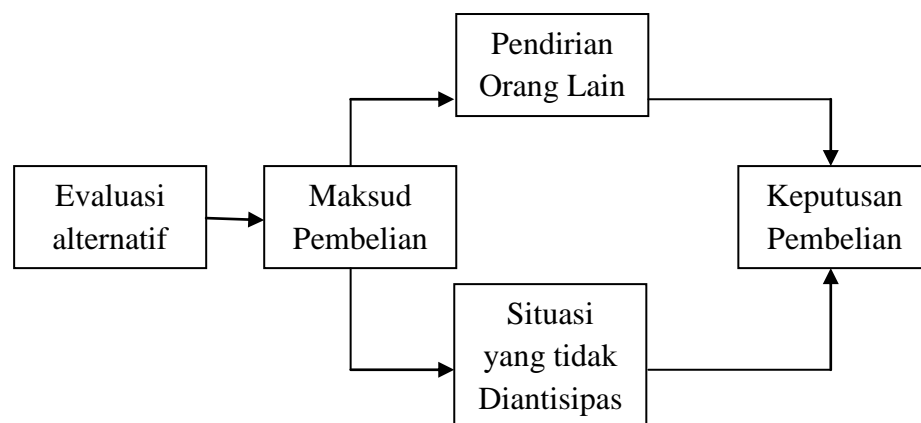 Pendirian
Orang Lain
Evaluasi
alternatif
Maksud
Pembelian
Keputusan
Pembelian
Situasi
yang tidak
Diantisipas